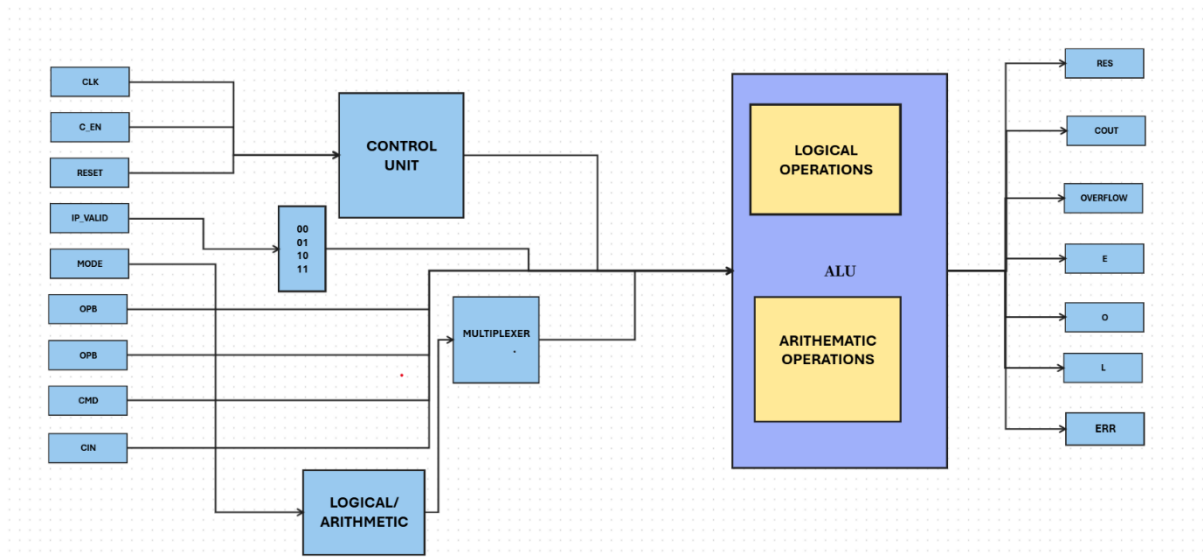 CLK
C_EN
RESET
IP_VALID
MODE
OPB
OPB
CMD
CIN
CONTROL
UNIT
00
01
10
11
MULTIPLEXER
LOGICAL/
ARITHMETIC
LOGICAL
OPERATIONS
ALU
ARITHEMATIC
OPERATIONS
RES
COUT
OVERFLOW
E
O
L
ERR